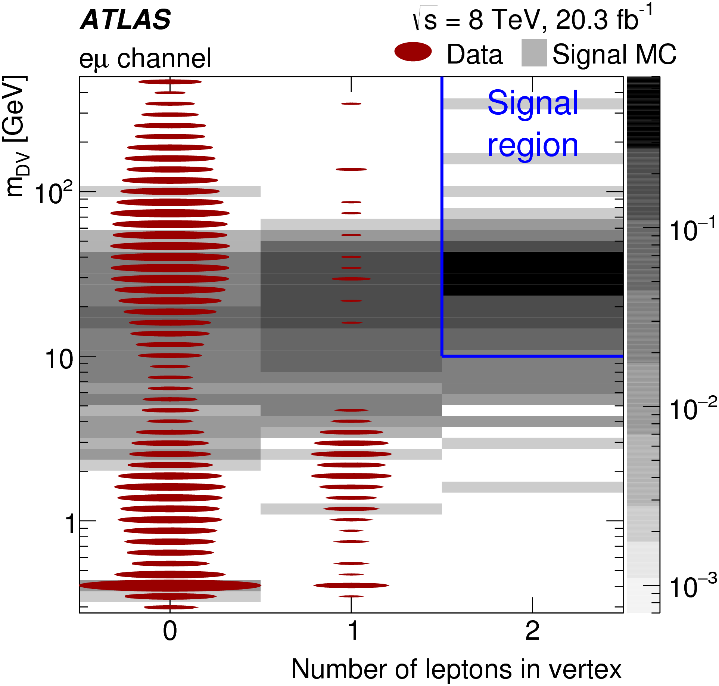 ATLAS √s = 8 TeV, 20.3 fb⁻¹
eμ channel Data Signal MC
Signal
region
m_DV [GeV]
10²
10
1
10⁻¹
10⁻²
10⁻³
0 1 2
Number of leptons in vertex